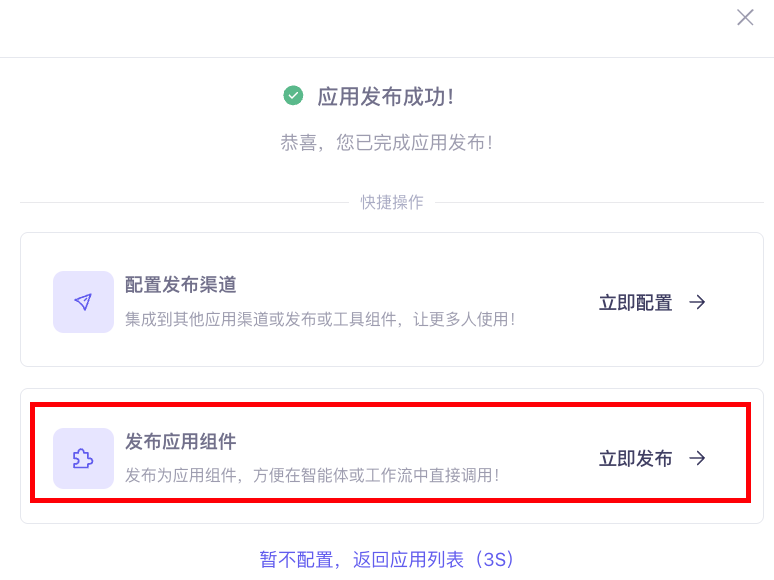 应用发布成功！
恭喜，您已完成应用发布！
快捷操作
配置发布渠道
集成到其他应用渠道或发布或工具组件，让更多人使用！
立即配置
发布应用组件
发布为应用组件，方便在智能体或工作流中直接调用！
立即发布
暂不配置，返回应用列表（3S）